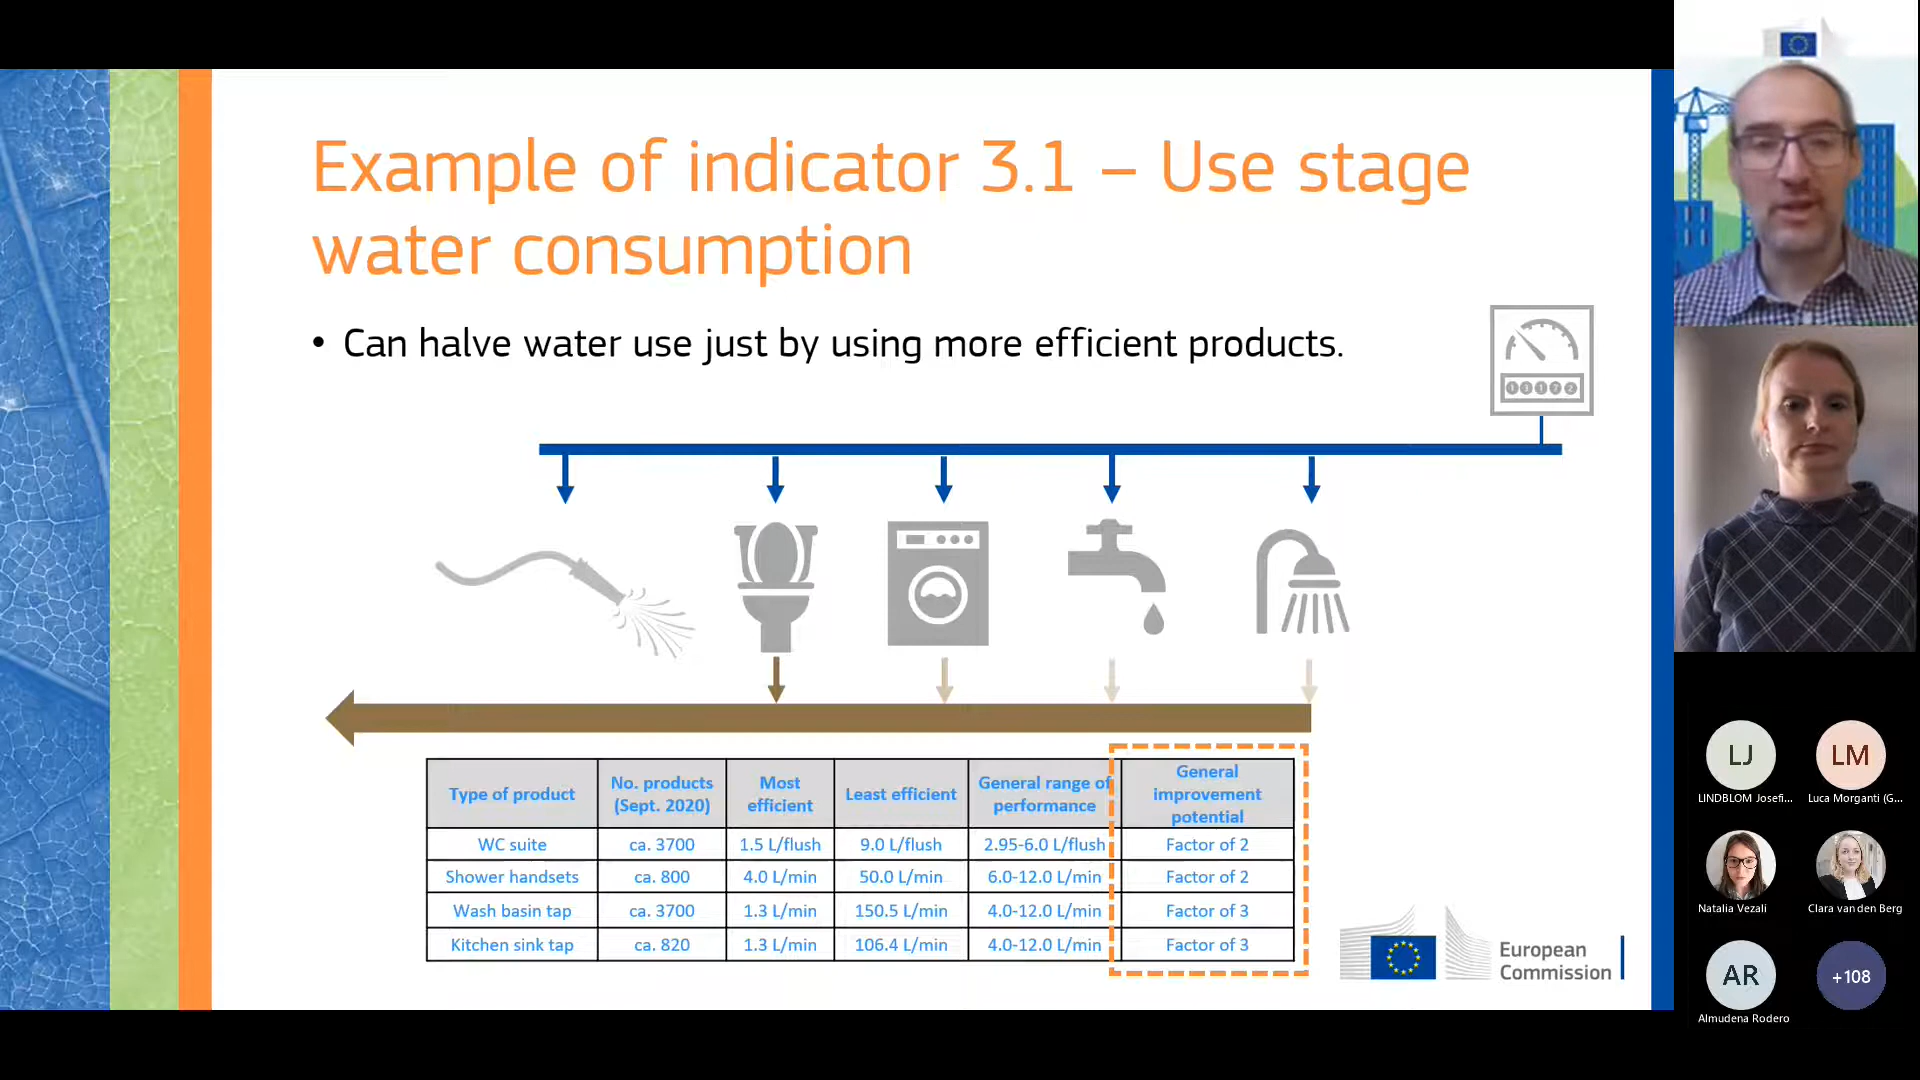 Example of indicator 3.1 – Use stage
water consumption
• Can halve water use just by using more efficient products.
Type of product
No. products
(Sept. 2020)
Most
efficient
Least efficient
General range of
performance
General
improvement
potential
WC suite
ca. 3700
1.5 L/flush
9.0 L/flush
2.95-6.0 L/flush
Factor of 2
Shower handsets
ca. 800
4.0 L/min
50.0 L/min
6.0-12.0 L/min
Factor of 2
Wash basin tap
ca. 3700
1.3 L/min
150.5 L/min
4.0-12.0 L/min
Factor of 3
Kitchen sink tap
ca. 820
1.3 L/min
106.4 L/min
4.0-12.0 L/min
Factor of 3
European
Commission
LJ
LINDBLOM Josefi...
LM
Luca Morganti (G...
Natalia Vezali
Clara van den Berg
AR
Almudena Rodero
+108